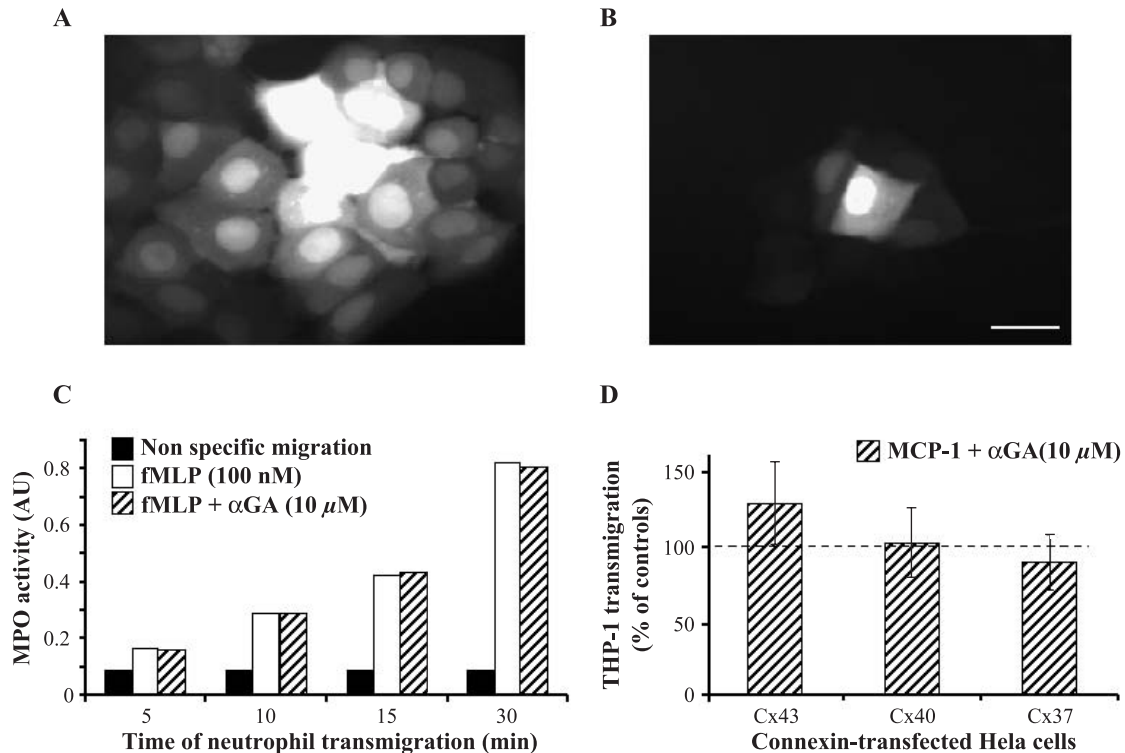 A
B
C
Non specific migration
fMLP (100 nM)
fMLP + αGA (10 μM)
MPO activity (AU)
0.8
0.6
0.4
0.2
0
5
10
15
30
Time of neutrophil transmigration (min)
D
MCP-1 + αGA(10 μM)
THP-1 transmigration
(% of controls)
150
100
50
0
Cx43
Cx40
Cx37
Connexin-transfected Hela cells